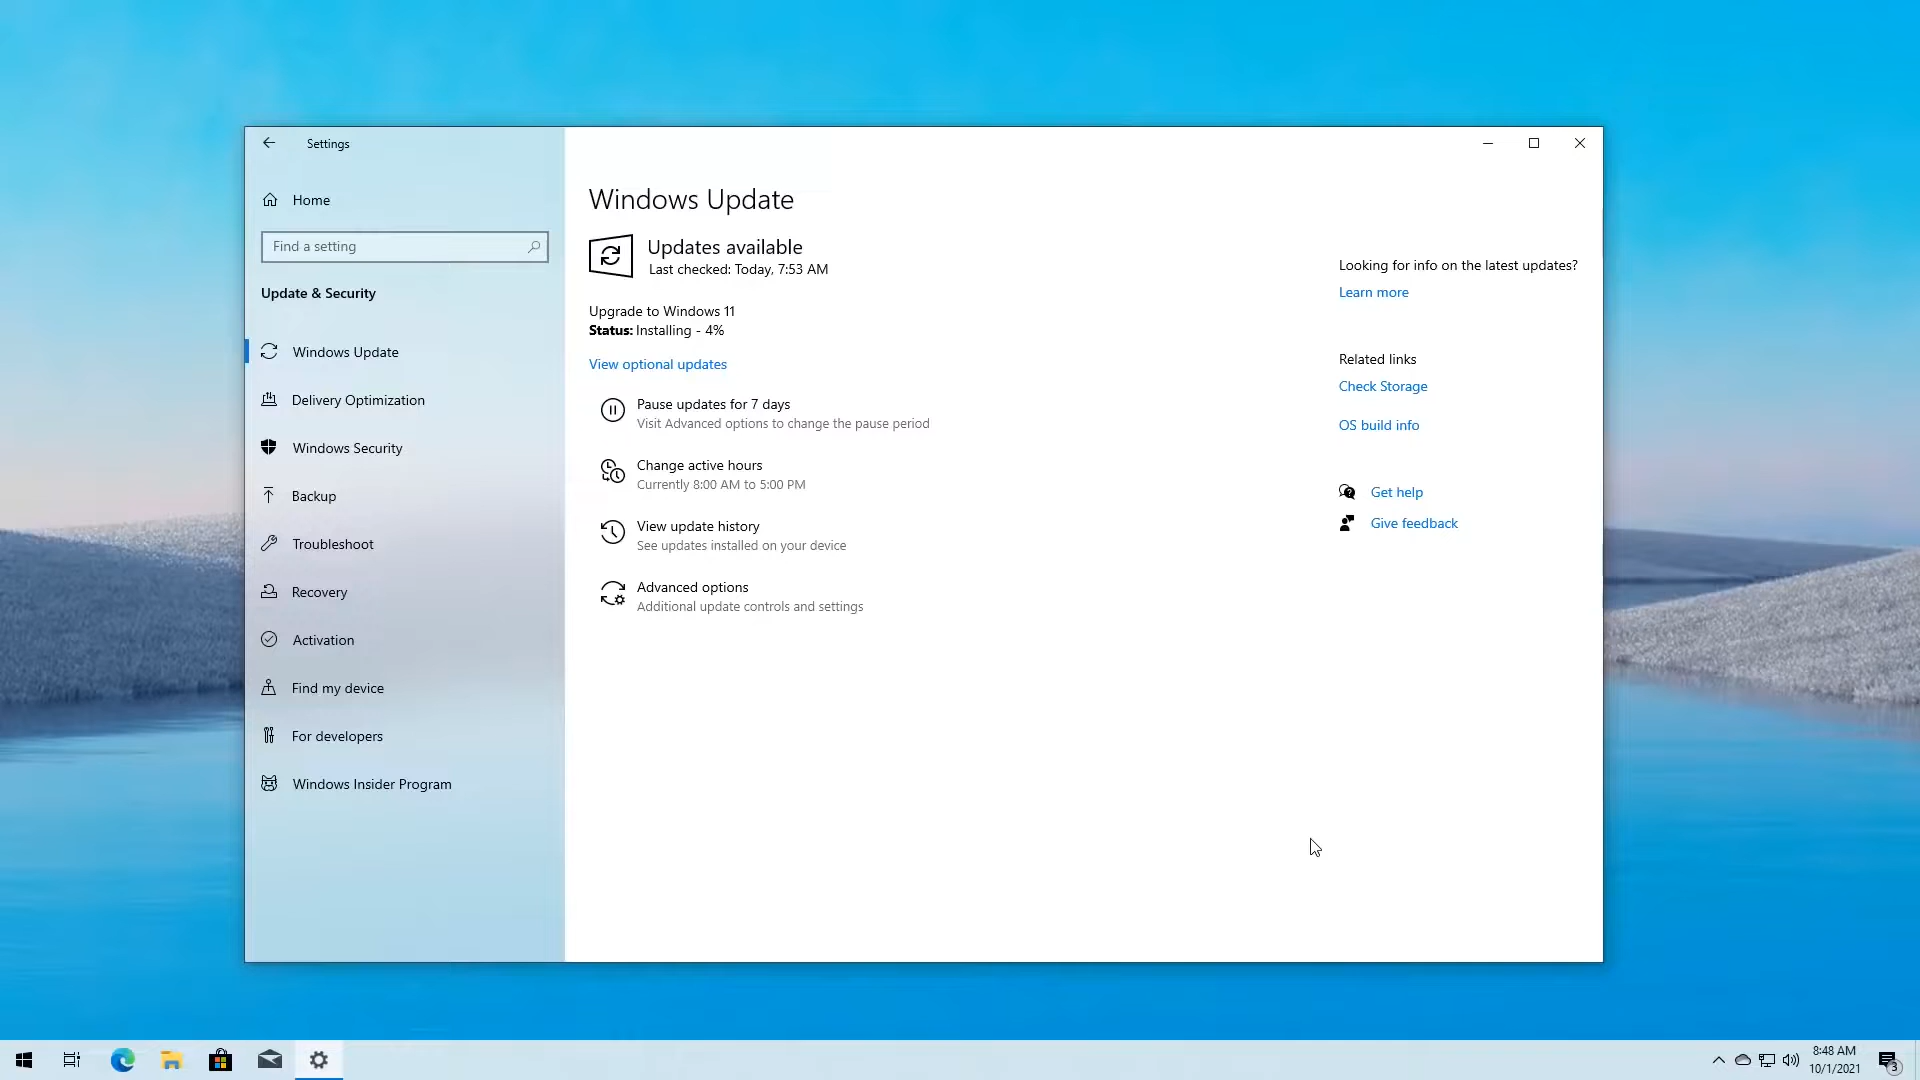 Settings
Home
Find a setting
Update & Security
Windows Update
Delivery Optimization
Windows Security
Backup
Troubleshoot
Recovery
Activation
Find my device
For developers
Windows Insider Program
Windows Update
Updates available
Last checked: Today, 7:53 AM
Upgrade to Windows 11
Status: Installing - 4%
View optional updates
Pause updates for 7 days
Visit Advanced options to change the pause period
Change active hours
Currently 8:00 AM to 5:00 PM
View update history
See updates installed on your device
Advanced options
Additional update controls and settings
Looking for info on the latest updates?
Learn more
Related links
Check Storage
OS build info
Get help
Give feedback
8:48 AM
10/1/2021
3